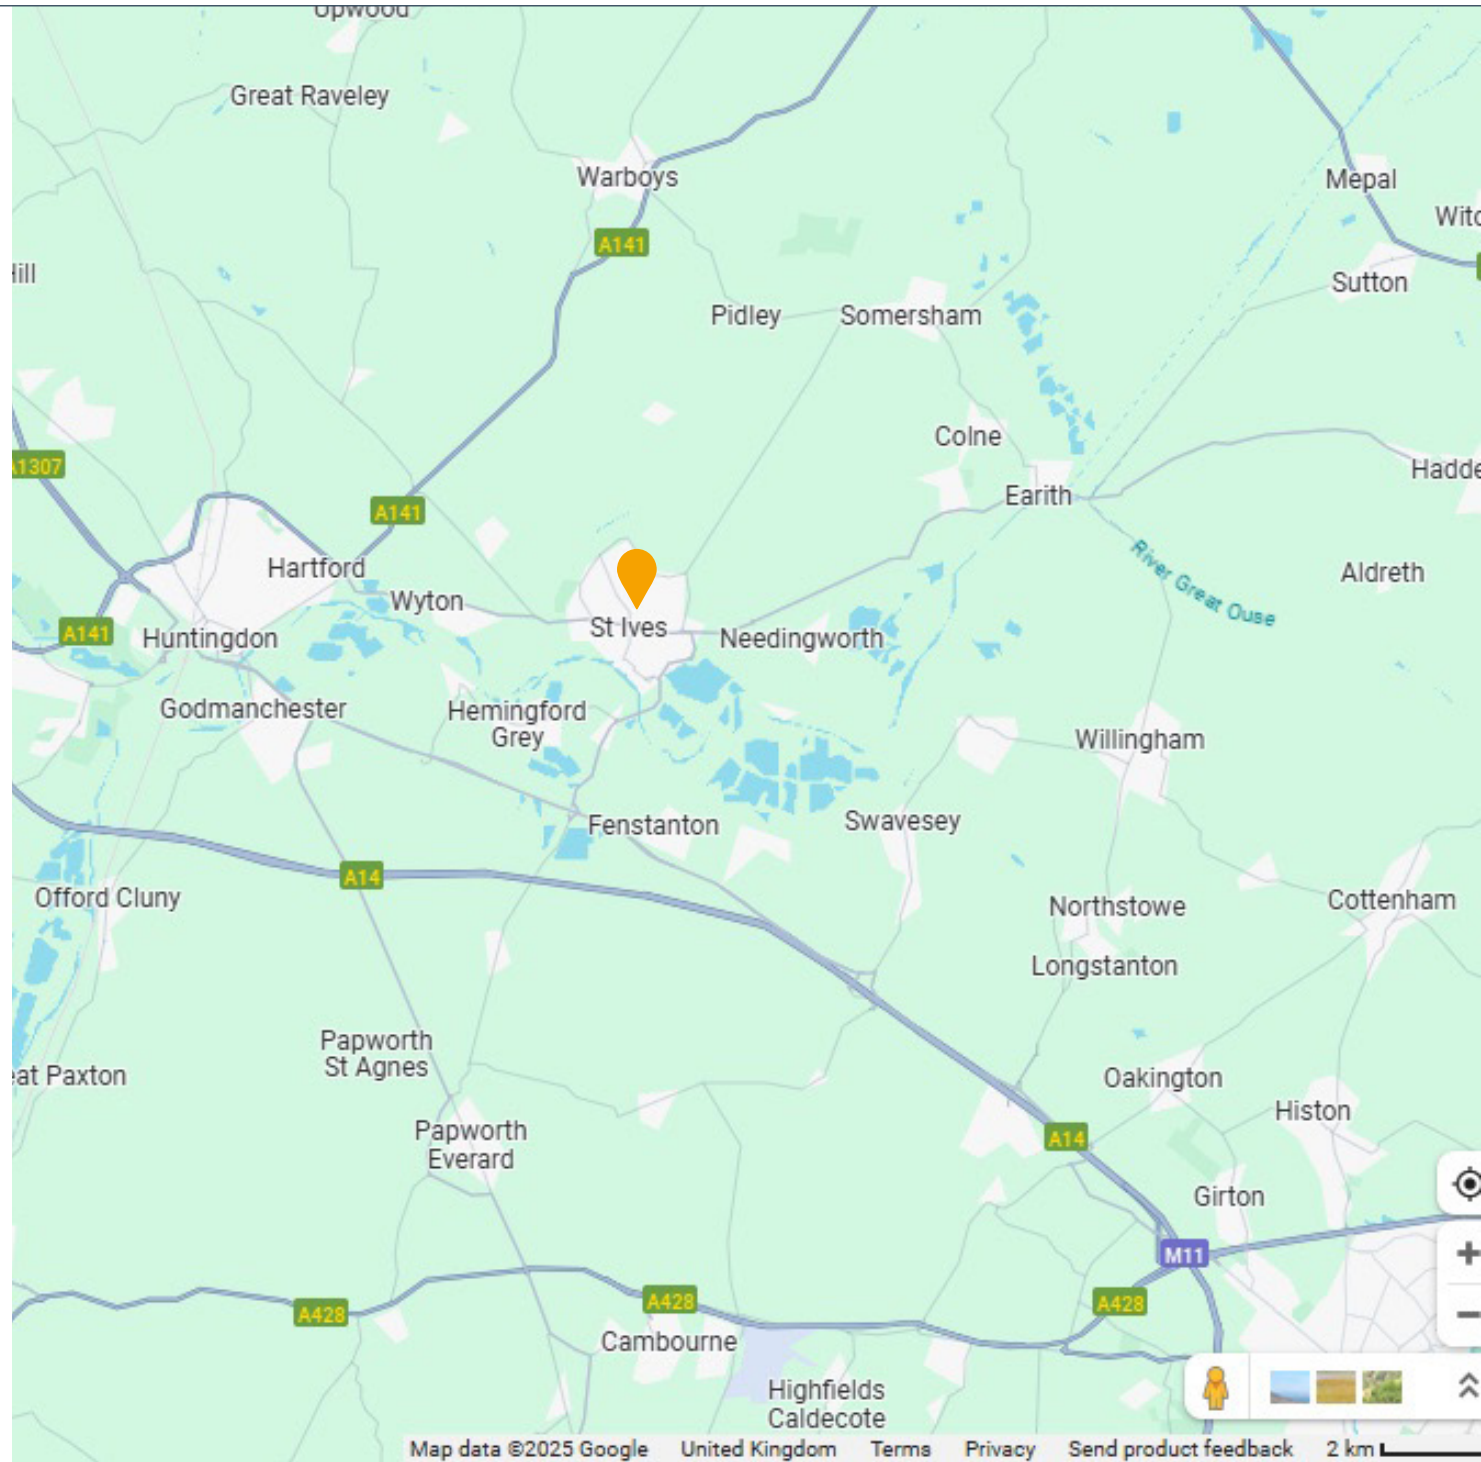 Upwood
Great Raveley
Warboys
Mepal
Witc
A141
Hill
Sutton
Pidley
Somersham
Colne
A1307
Hadde
Earith
A141
River Great Ouse
Hartford
Aldreth
Wyton
St Ives
A141
Huntingdon
Needingworth
Godmanchester
Hemingford
Grey
Willingham
Fenstanton
Swavesey
A14
Offord Cluny
Northstowe
Cottenham
Longstanton
Papworth
St Agnes
eat Paxton
Oakington
Histon
Papworth
Everard
A14
Girton
M11
A428
A428
A428
Cambourne
Highfields
Caldecote
Map data ©2025 Google United Kingdom Terms Privacy Send product feedback 2 km